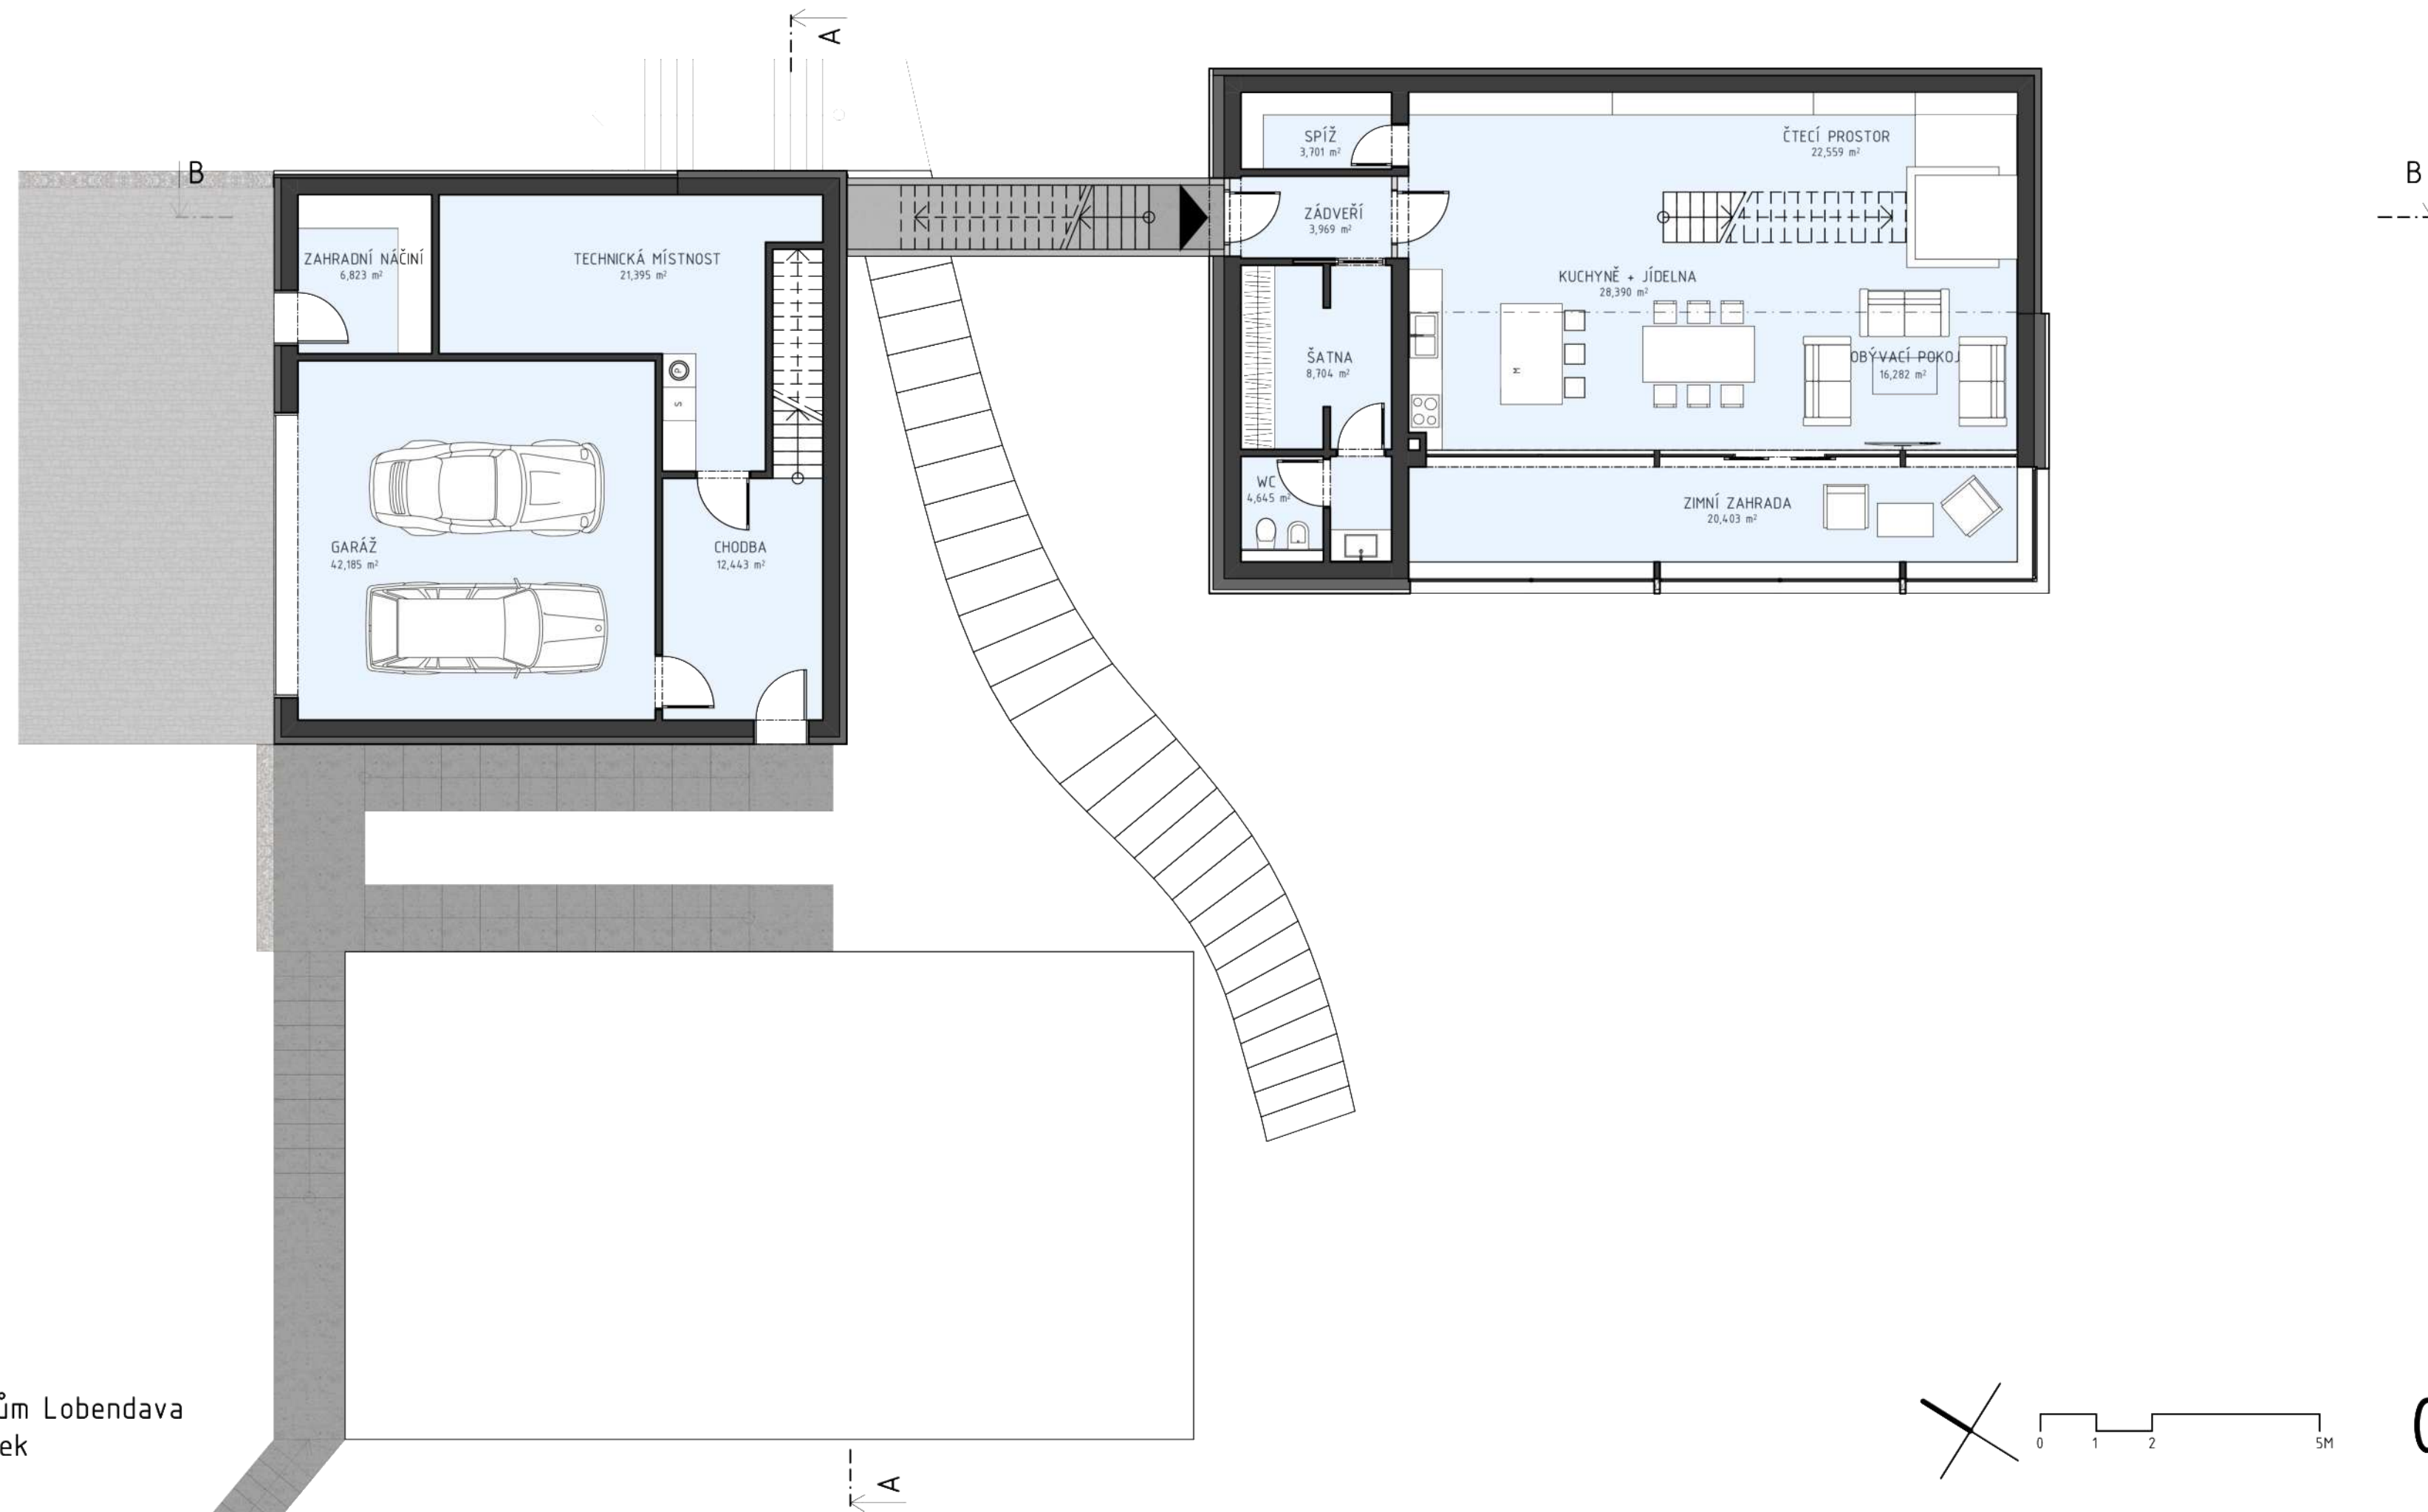 A
B
B
SPÍŽ
3,701 m²
ČTECÍ PROSTOR
22,559 m²
ZÁDVEŘÍ
3,969 m²
ZAHRADNÍ NÁČINÍ
6,823 m²
TECHNICKÁ MÍSTNOST
21,395 m²
KUCHYNĚ + JÍDELNA
28,390 m²
ŠATNA
8,704 m²
OBÝVACÍ POKOJ
16,282 m²
P
S
M
WC
4,645 m²
ZIMNÍ ZAHRADA
20,403 m²
GARÁŽ
42,185 m²
CHODBA
12,443 m²
ům Lobendava
ek
0 1 2 5M
A